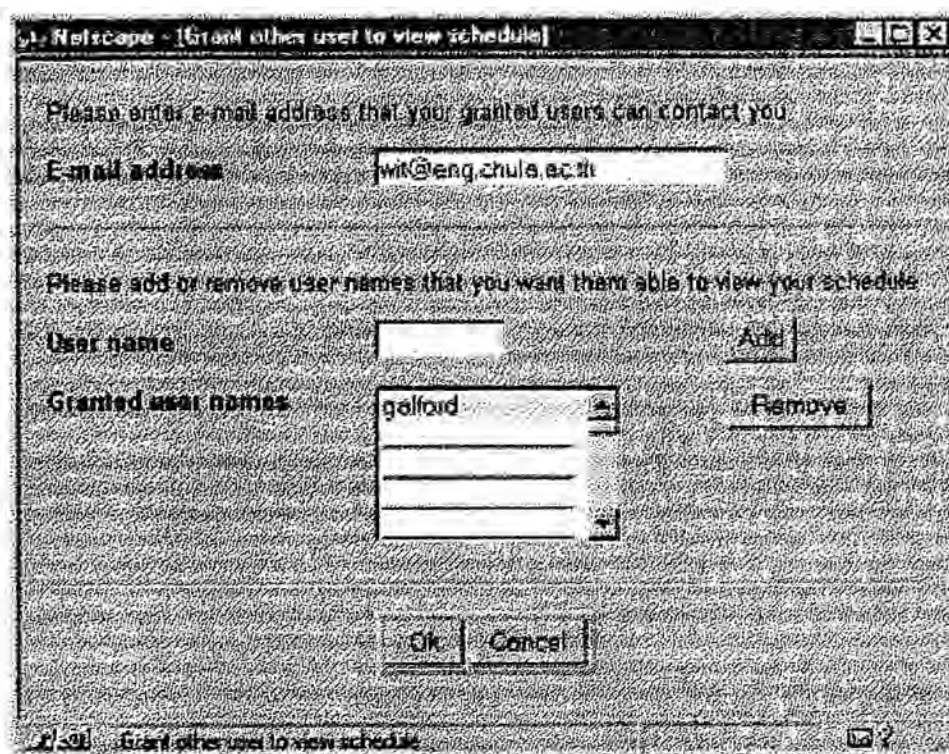 Netscape - [Grant other user to view schedule]
Please enter e-mail address that your granted users can contact you
E-mail address wit@eng.chula.ac.th
Please add or remove user names that you want them able to view your schedule
User name Add
Granted user names galford Remove
Ok Cancel
Grant other user to view schedule